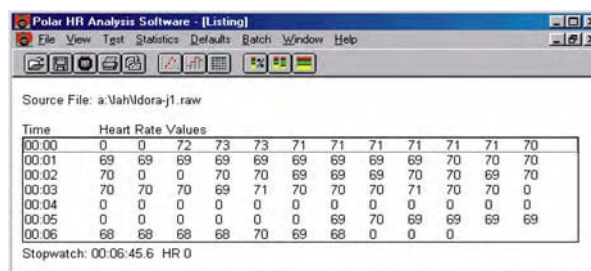 Polar HR Analysis Software - [Listing]
File View Test Statistics Defaults Batch Window Help
Source File: a:\lah\ldora-j1.raw
Time Heart Rate Values
00:00 0 0 72 73 73 71 71 71 71 71 71 70
00:01 69 69 69 69 69 69 69 69 69 70 70 70
00:02 70 0 0 70 70 69 69 69 70 70 69 70
00:03 70 70 70 69 71 70 70 70 71 70 70 0
00:04 0 0 0 0 0 0 0 0 0 0 0 0
00:05 0 0 0 0 0 0 69 70 69 69 69 69
00:06 68 68 68 68 70 69 68 0 0 0
Stopwatch: 00:06:45.6 HR 0